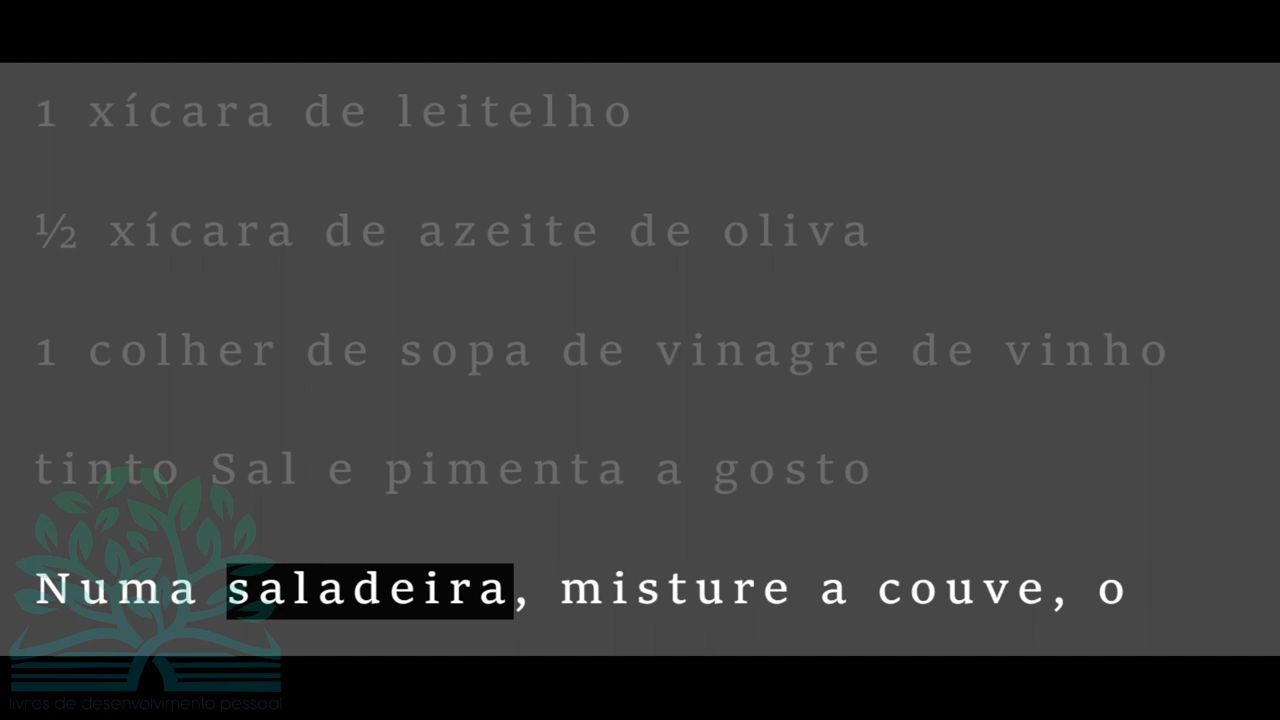 1 xícara de leitelho
½ xícara de azeite de oliva
1 colher de sopa de vinagre de vinho
tinto Sal e pimenta a gosto
Numa saladeira, misture a couve, o
livros de desenvolvimento pessoal